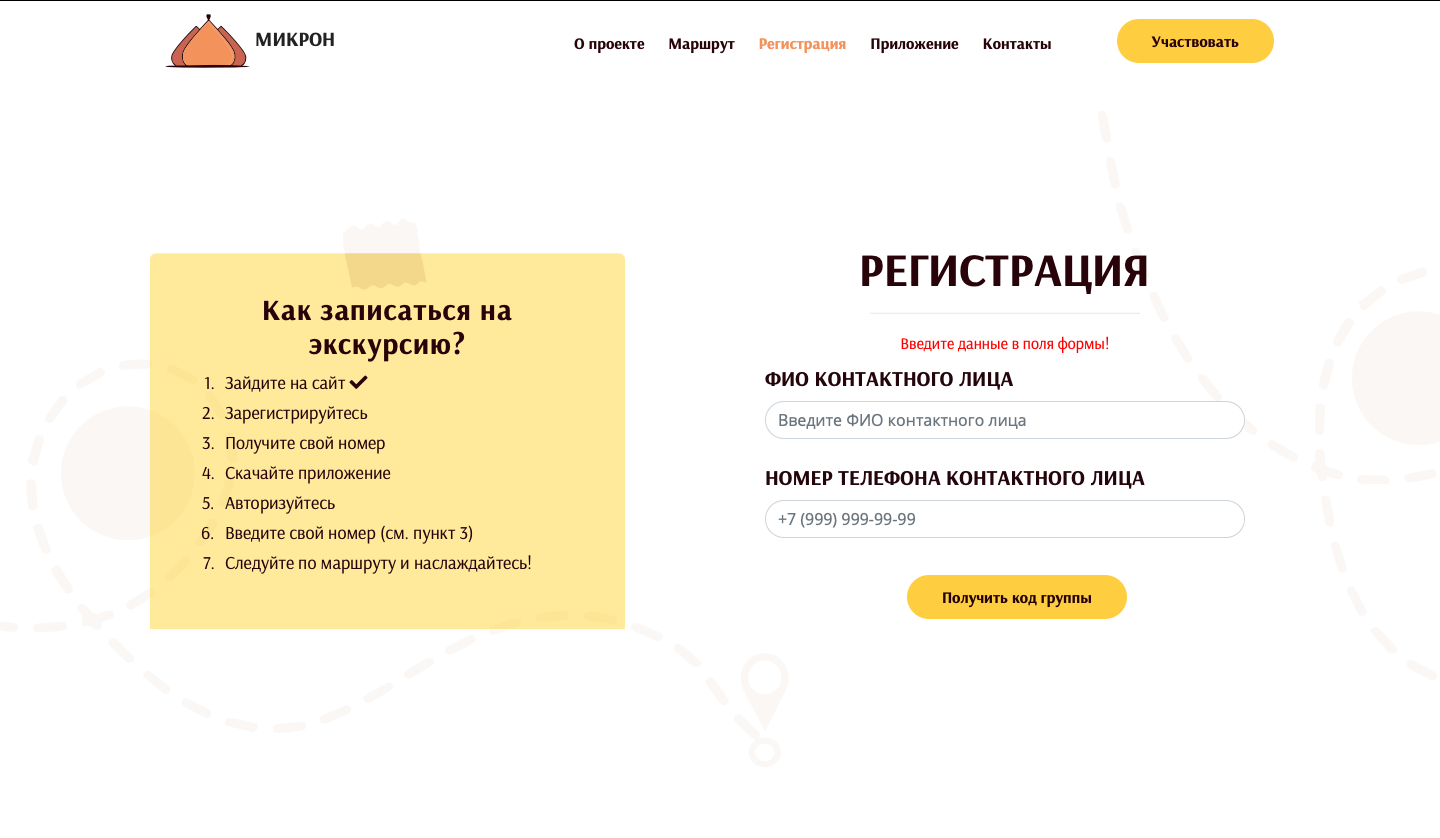 МИКРОН
О проекте Маршрут Регистрация Приложение Контакты Участвовать
Как записаться на
экскурсию?
1. Зайдите на сайт ✔
2. Зарегистрируйтесь
3. Получите свой номер
4. Скачайте приложение
5. Авторизуйтесь
6. Введите свой номер (см. пункт 3)
7. Следуйте по маршруту и наслаждайтесь!
РЕГИСТРАЦИЯ
Введите данные в поля формы!
ФИО КОНТАКТНОГО ЛИЦА
Введите ФИО контактного лица
НОМЕР ТЕЛЕФОНА КОНТАКТНОГО ЛИЦА
+7 (999) 999-99-99
Получить код группы